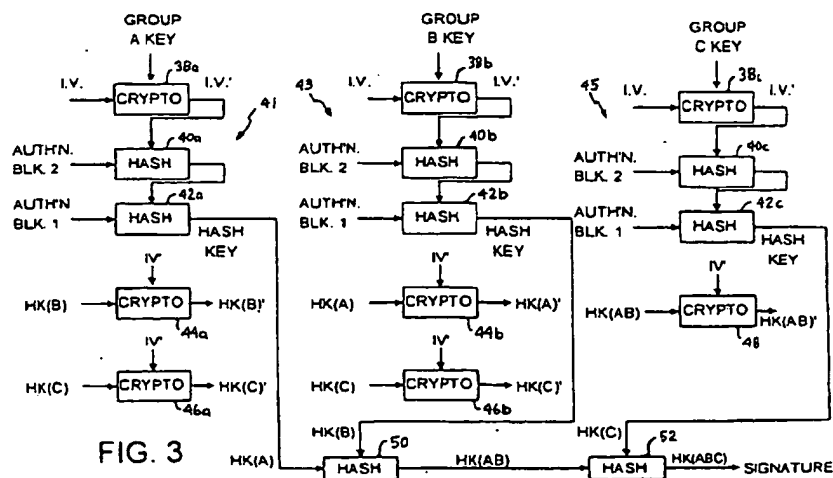 GROUP
A KEY
38a
I.V.
CRYPTO
I.V.'
41
40a
AUTH'N.
BLK. 2
HASH
42a
AUTH'N.
BLK. 1
HASH
HASH
KEY
IV'
HK(B)
CRYPTO
HK(B)'
44a
IV'
HK(C)
CRYPTO
HK(C)'
46a
GROUP
B KEY
38b
43
I.V.
CRYPTO
I.V.'
40b
AUTH'N.
BLK. 2
HASH
42b
AUTH'N.
BLK. 1
HASH
HASH
KEY
IV'
HK(A)
CRYPTO
HK(A)'
44b
IV'
HK(C)
CRYPTO
HK(C)'
46b
GROUP
C KEY
45
I.V.
CRYPTO
I.V.'
40c
AUTH'N.
BLK. 2
HASH
42c
AUTH'N.
BLK. 1
HASH
HASH
KEY
IV'
HK(AB)
CRYPTO
HK(AB)'
48
FIG. 3
HK(A)
HK(B)
50
HASH
HK(AB)
HK(C)
52
HASH
HK(ABC)
SIGNATURE